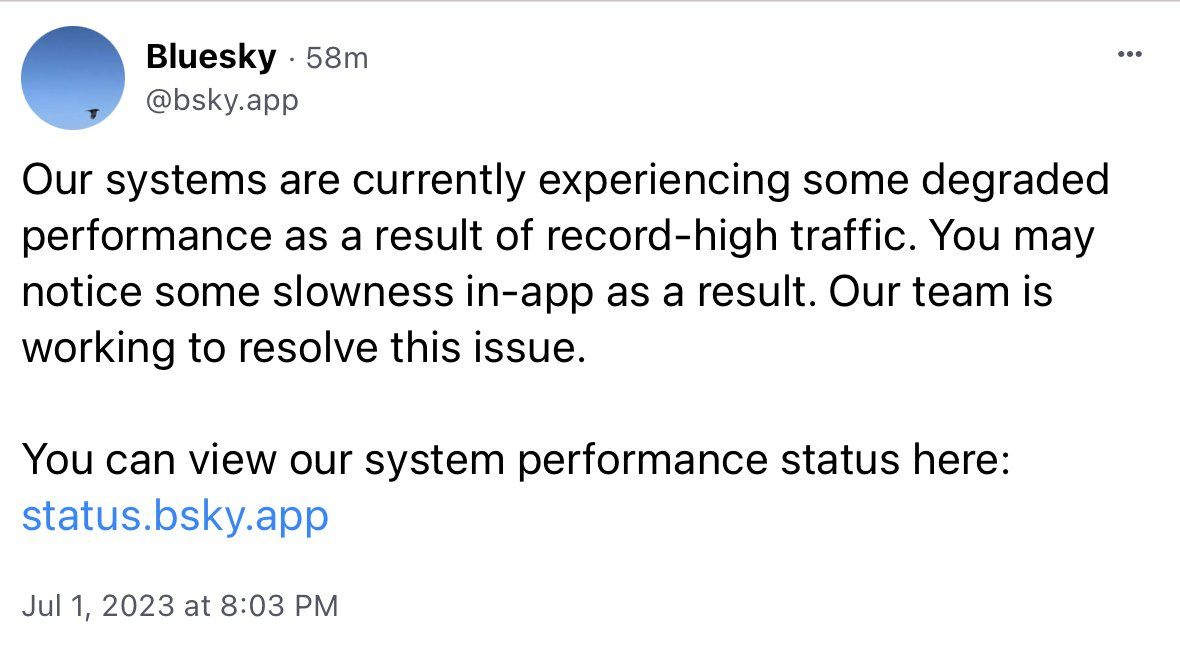 Bluesky · 58m
@bsky.app
Our systems are currently experiencing some degraded
performance as a result of record-high traffic. You may
notice some slowness in-app as a result. Our team is
working to resolve this issue.
You can view our system performance status here:
status.bsky.app
Jul 1, 2023 at 8:03 PM